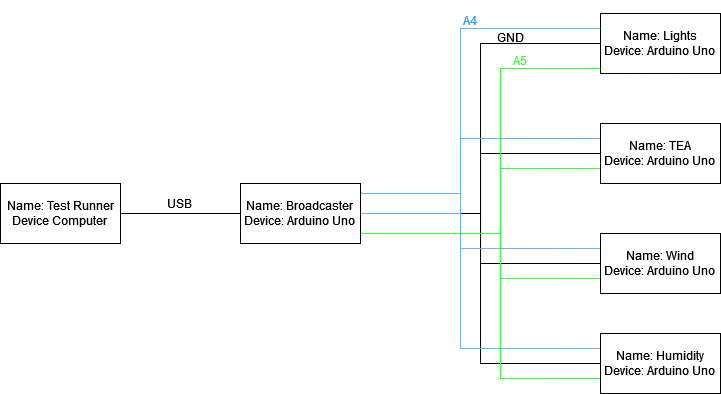 A4
GND
A5
Name: Lights
Device: Arduino Uno
Name: TEA
Device: Arduino Uno
Name: Test Runner
Device Computer
USB
Name: Broadcaster
Device: Arduino Uno
Name: Wind
Device: Arduino Uno
Name: Humidity
Device: Arduino Uno